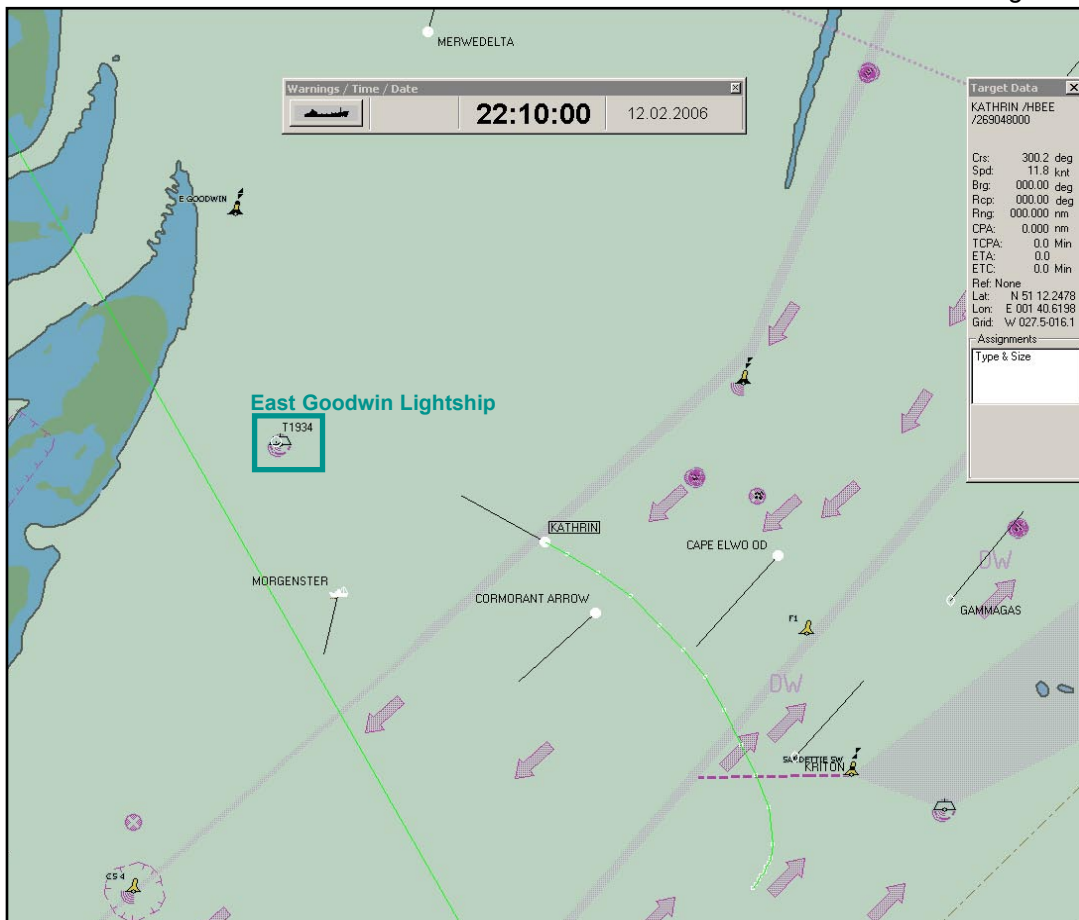 MERWEDELTA
Warnings / Time / Date
22:10:00
12.02.2006
Target Data
KATHRIN /HBEE
/269048000
Crs: 300.2 deg
Spd: 11.8 knt
Brg: 000.00 deg
Rcp: 000.00 deg
Rng: 000.000 nm
CPA: 0.000 nm
TCPA: 0.0 Min
ETA: 0.0
ETC: 0.0 Min
Ref: None
Lat: N 51 12.2478
Lon: E 001 40.6198
Grid: W 027.5-016.1
Assignments
Type & Size
E GOODWIN
East Goodwin Lightship
T1934
KATHRIN
CAPE ELWO OD
MORGENSTER
CORMORANT ARROW
DW
GAMMAGAS
F1
DW
KRITON
CS 4